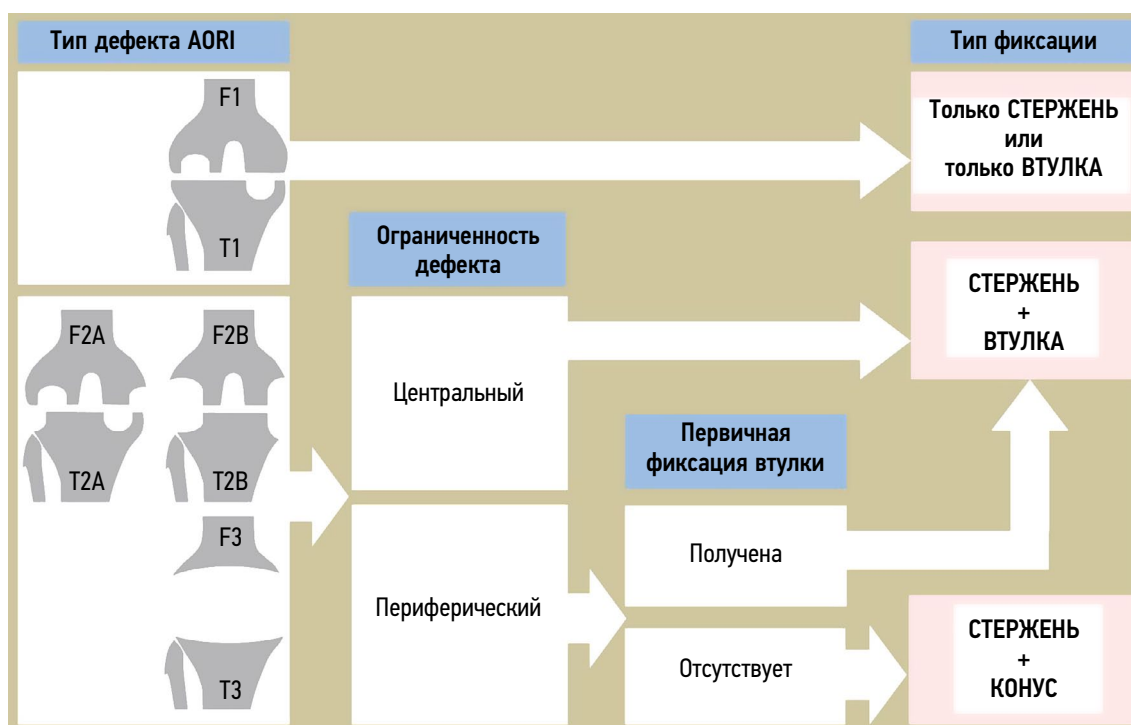 Тип дефекта AORI
Тип фиксации
F1
T1
Только СТЕРЖЕНЬ
или
только ВТУЛКА
Ограниченность
дефекта
F2A
F2B
T2A
T2B
F3
T3
Центральный
Периферический
Первичная
фиксация втулки
Получена
Отсутствует
СТЕРЖЕНЬ
+
ВТУЛКА
СТЕРЖЕНЬ
+
КОНУС